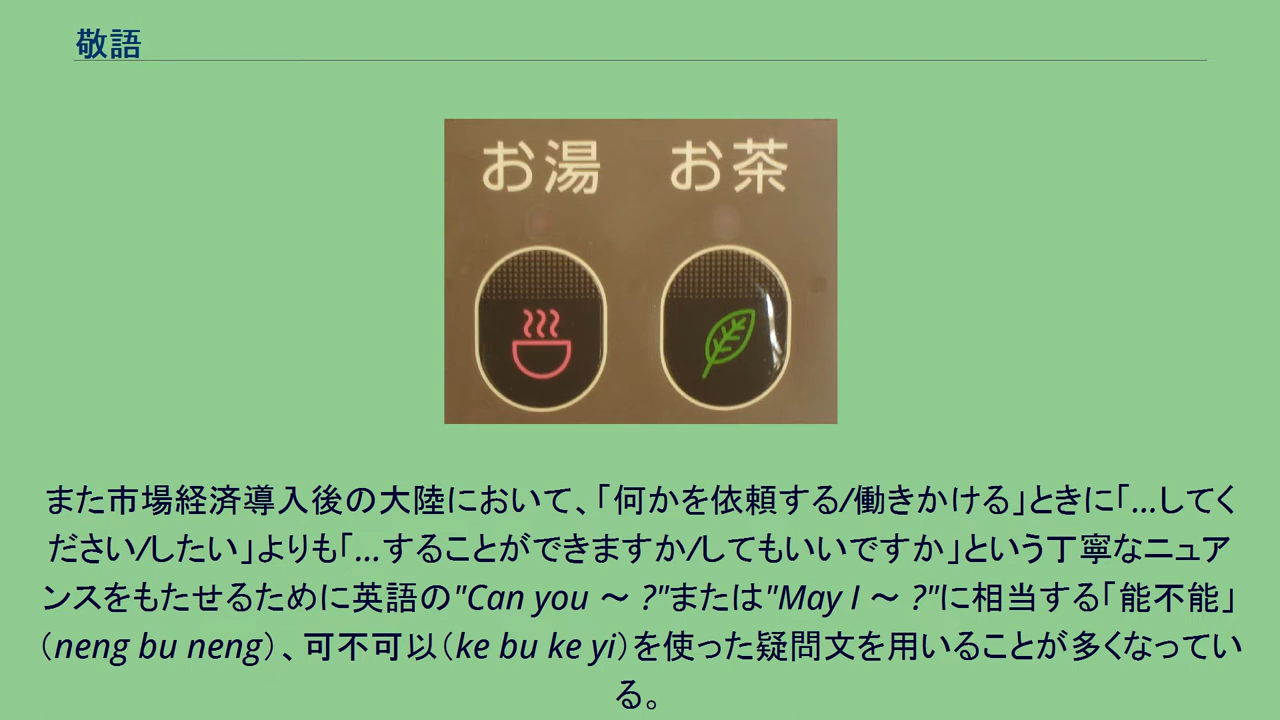 敬語
お湯 お茶
また市場経済導入後の大陸において、「何かを依頼する/働きかける」ときに「...してく
ださい/したい」よりも「...することができますか/してもいいですか」という丁寧なニュア
ンスをもたせるために英語の"Can you 〜 ?"または"May I 〜 ?"に相当する「能不能」
（neng bu neng）、可不可以（ke bu ke yi）を使った疑問文を用いることが多くなってい
る。